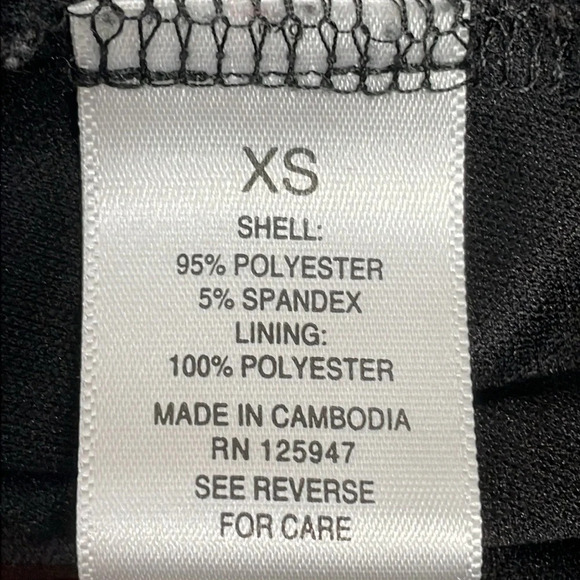 XS
SHELL:
95% POLYESTER
5% SPANDEX
LINING:
100% POLYESTER
MADE IN CAMBODIA
RN 125947
SEE REVERSE
FOR CARE